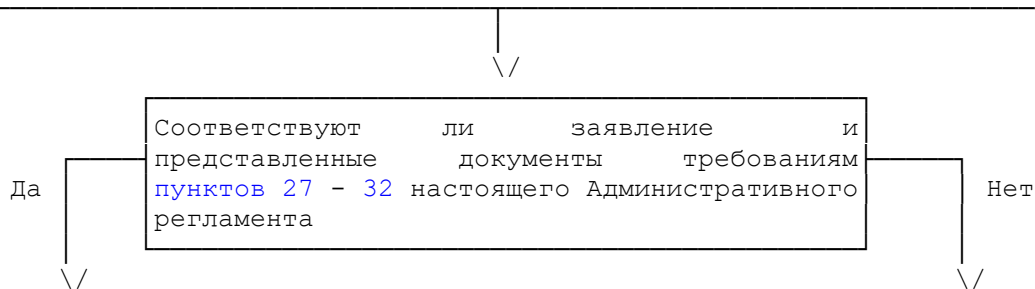 Соответствуют ли заявление и
представленные документы требованиям
Да пунктов 27 - 32 настоящего Административного Нет
регламента